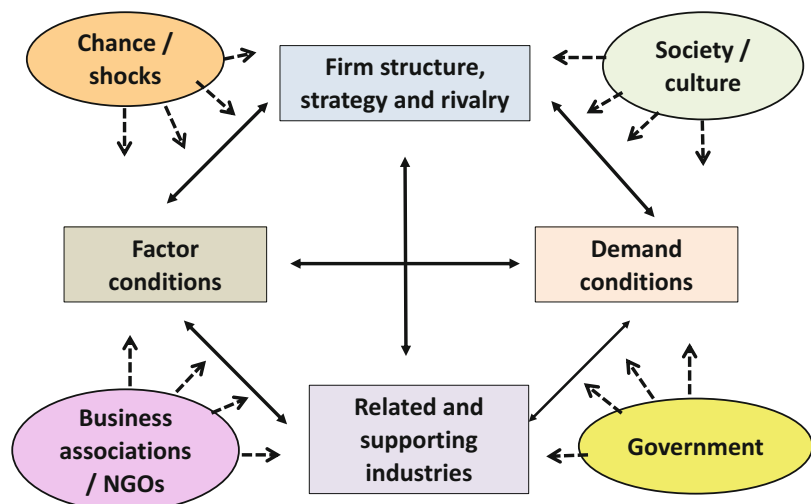 Chance /
shocks
Firm structure,
strategy and rivalry
Society /
culture
Factor
conditions
Demand
conditions
Business
associations
/ NGOs
Related and
supporting
industries
Government